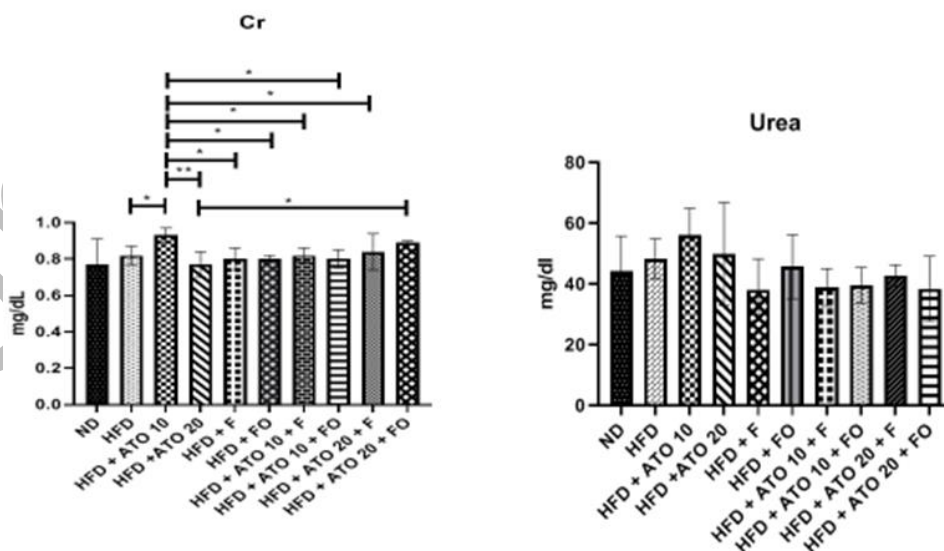 Cr
*
*
*
*
*
**
*
*
1.0
0.8
0.6
0.4
0.2
0.0
mg/dL
ND
HFD
HFD + ATO 10
HFD +ATO 20
HFD + F
HFD + FO
HFD + ATO 10 + F
HFD + ATO 10 + FO
HFD + ATO 20 + F
HFD + ATO 20 + FO
Urea
80
60
40
20
0
mg/dl
ND
HFD
HFD + ATO 10
HFD +ATO 20
HFD + F
HFD + FO
HFD + ATO 10 + F
HFD + ATO 10 + FO
HFD + ATO 20 + F
HFD + ATO 20 + FO